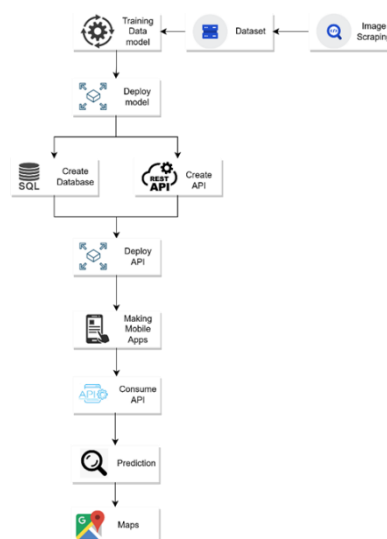 Training
Data
model
Dataset
Image
Scraping
Deploy
model
SQL
Create
Database
REST
API
Create
API
Deploy
API
Making
Mobile
Apps
API
Consume
API
Prediction
G
Maps